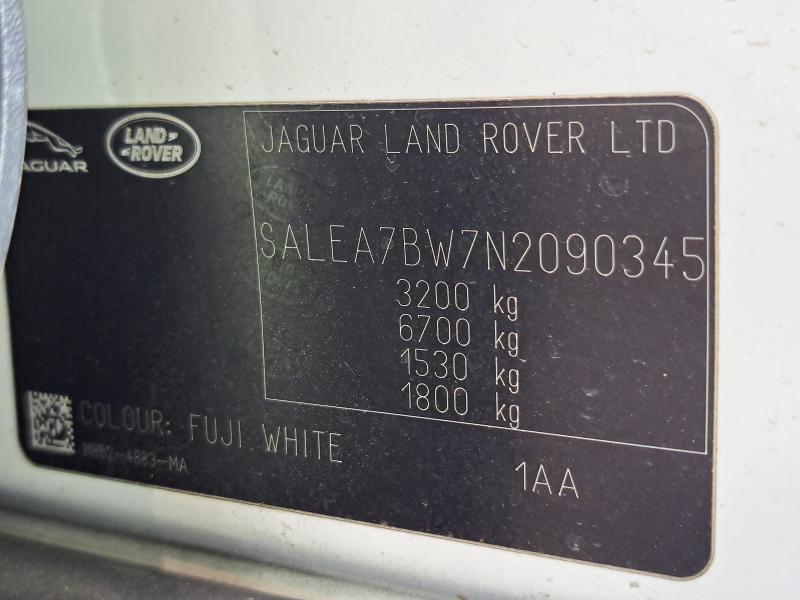 JAGUAR
LAND ROVER
JAGUAR LAND ROVER LTD
SALEA7BW7N2090345
3200 kg
6700 kg
1530 kg
1800 kg
COLOUR: FUJI WHITE
1AA